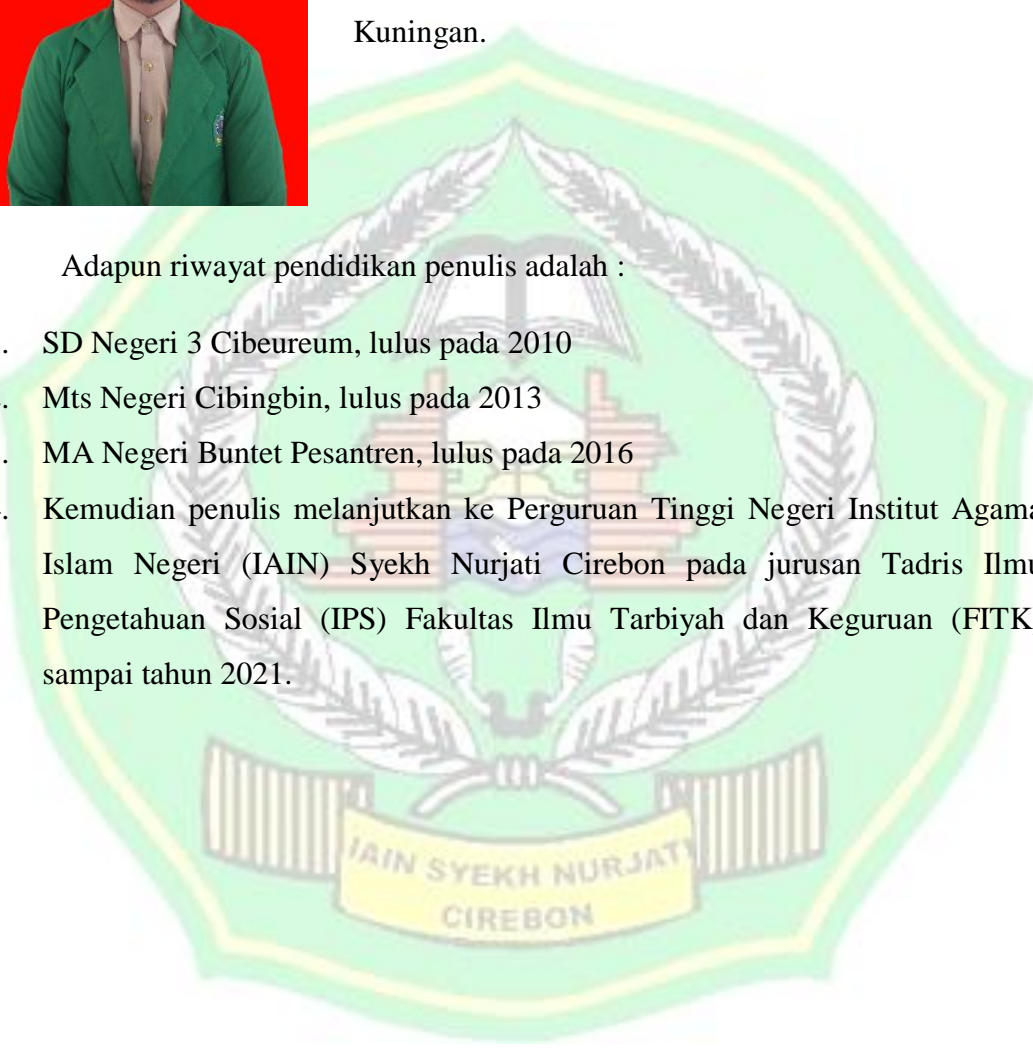 Kuningan.
Adapun riwayat pendidikan penulis adalah :
. SD Negeri 3 Cibeureum, lulus pada 2010
. Mts Negeri Cibingbin, lulus pada 2013
. MA Negeri Buntet Pesantren, lulus pada 2016
. Kemudian penulis melanjutkan ke Perguruan Tinggi Negeri Institut Agama
Islam Negeri (IAIN) Syekh Nurjati Cirebon pada jurusan Tadris Ilmu
Pengetahuan Sosial (IPS) Fakultas Ilmu Tarbiyah dan Keguruan (FITK
sampai tahun 2021.
IAIN SYEKH NURJATI
CIREBON